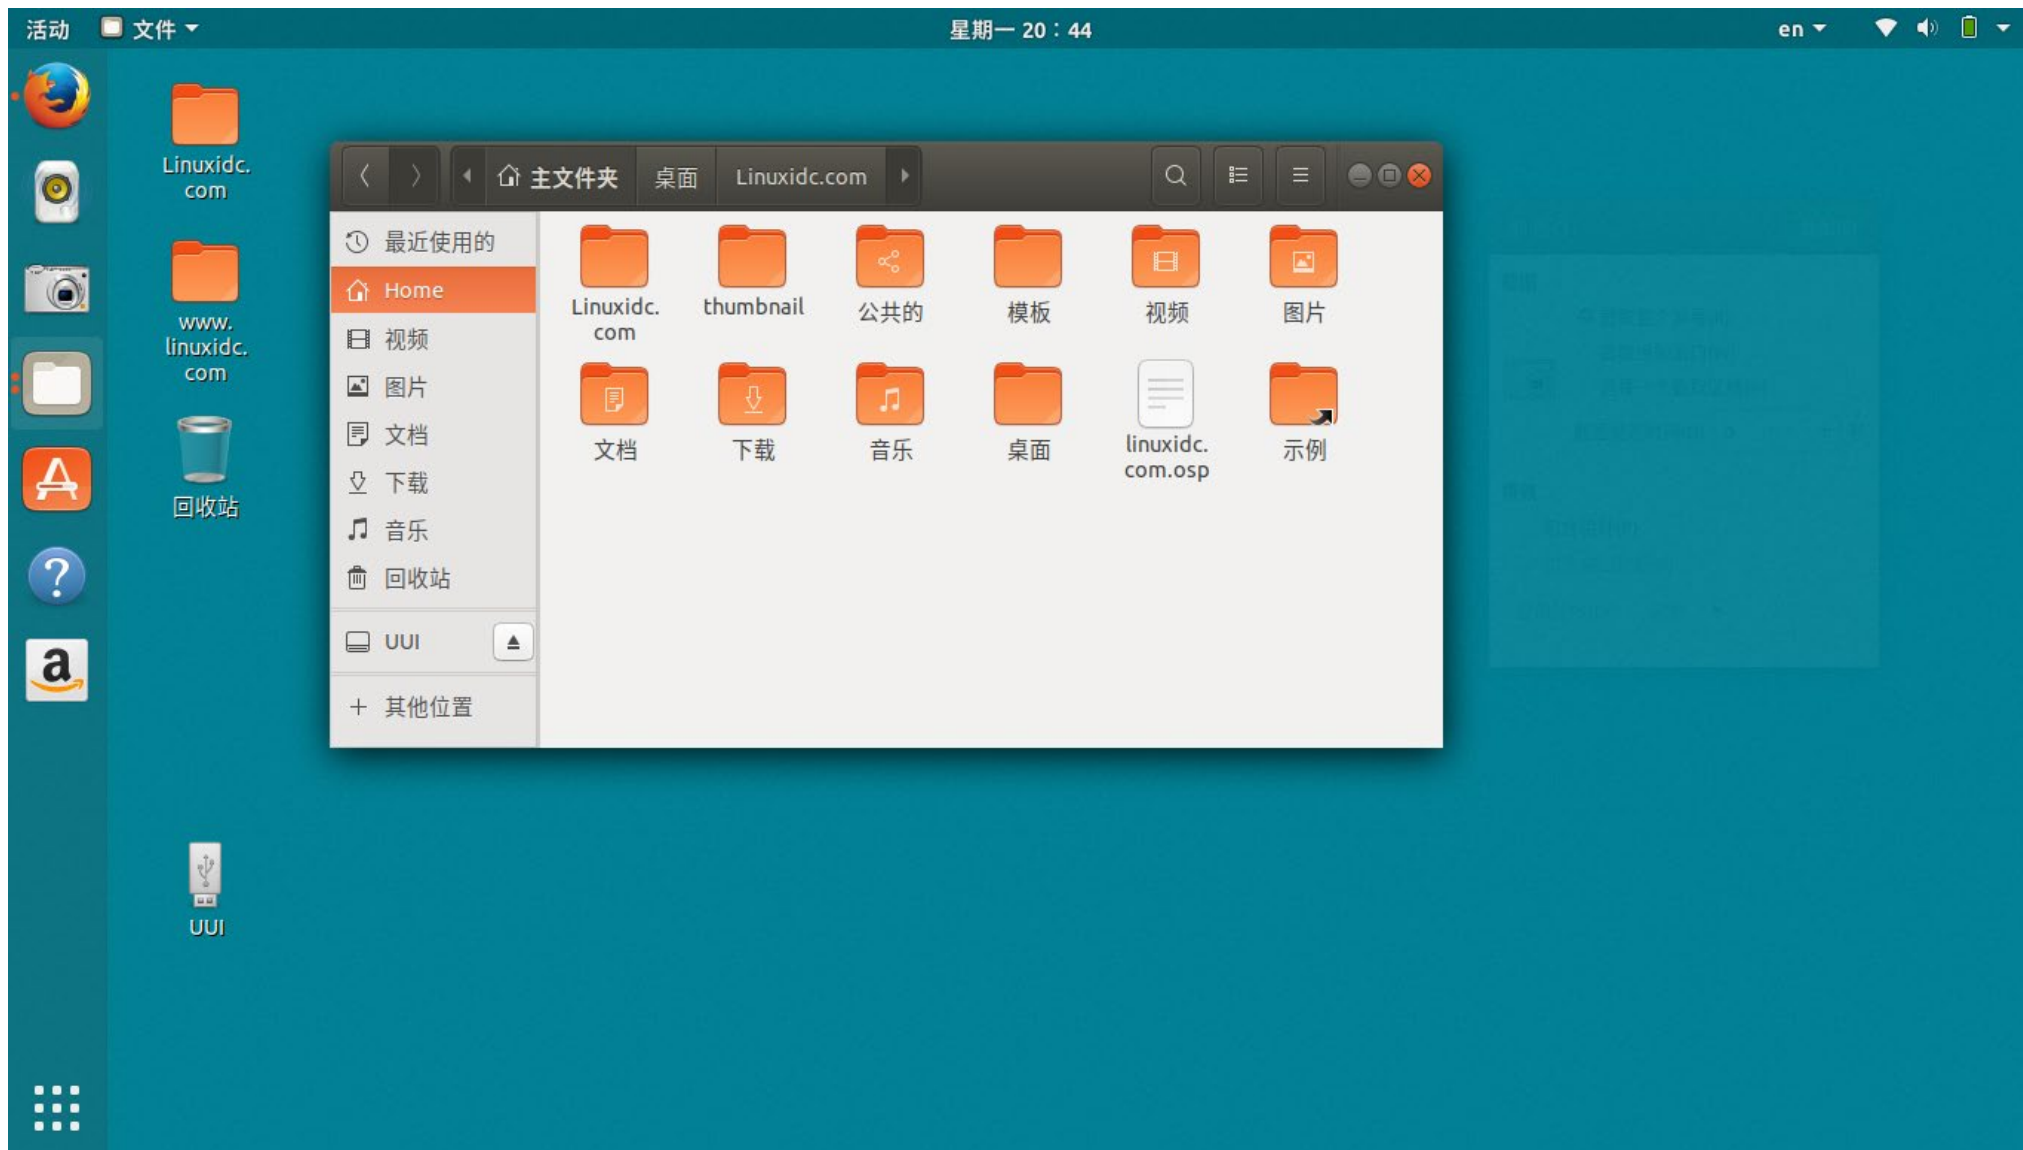 活动
文件
星期一 20：44
en
Linuxidc.
com
www.
linuxidc.
com
回收站
UUI
主文件夹
桌面
Linuxidc.com
最近使用的
Home
视频
图片
文档
下载
音乐
回收站
UUI
其他位置
Linuxidc.
com
thumbnail
公共的
模板
视频
图片
文档
下载
音乐
桌面
linuxidc.
com.osp
示例